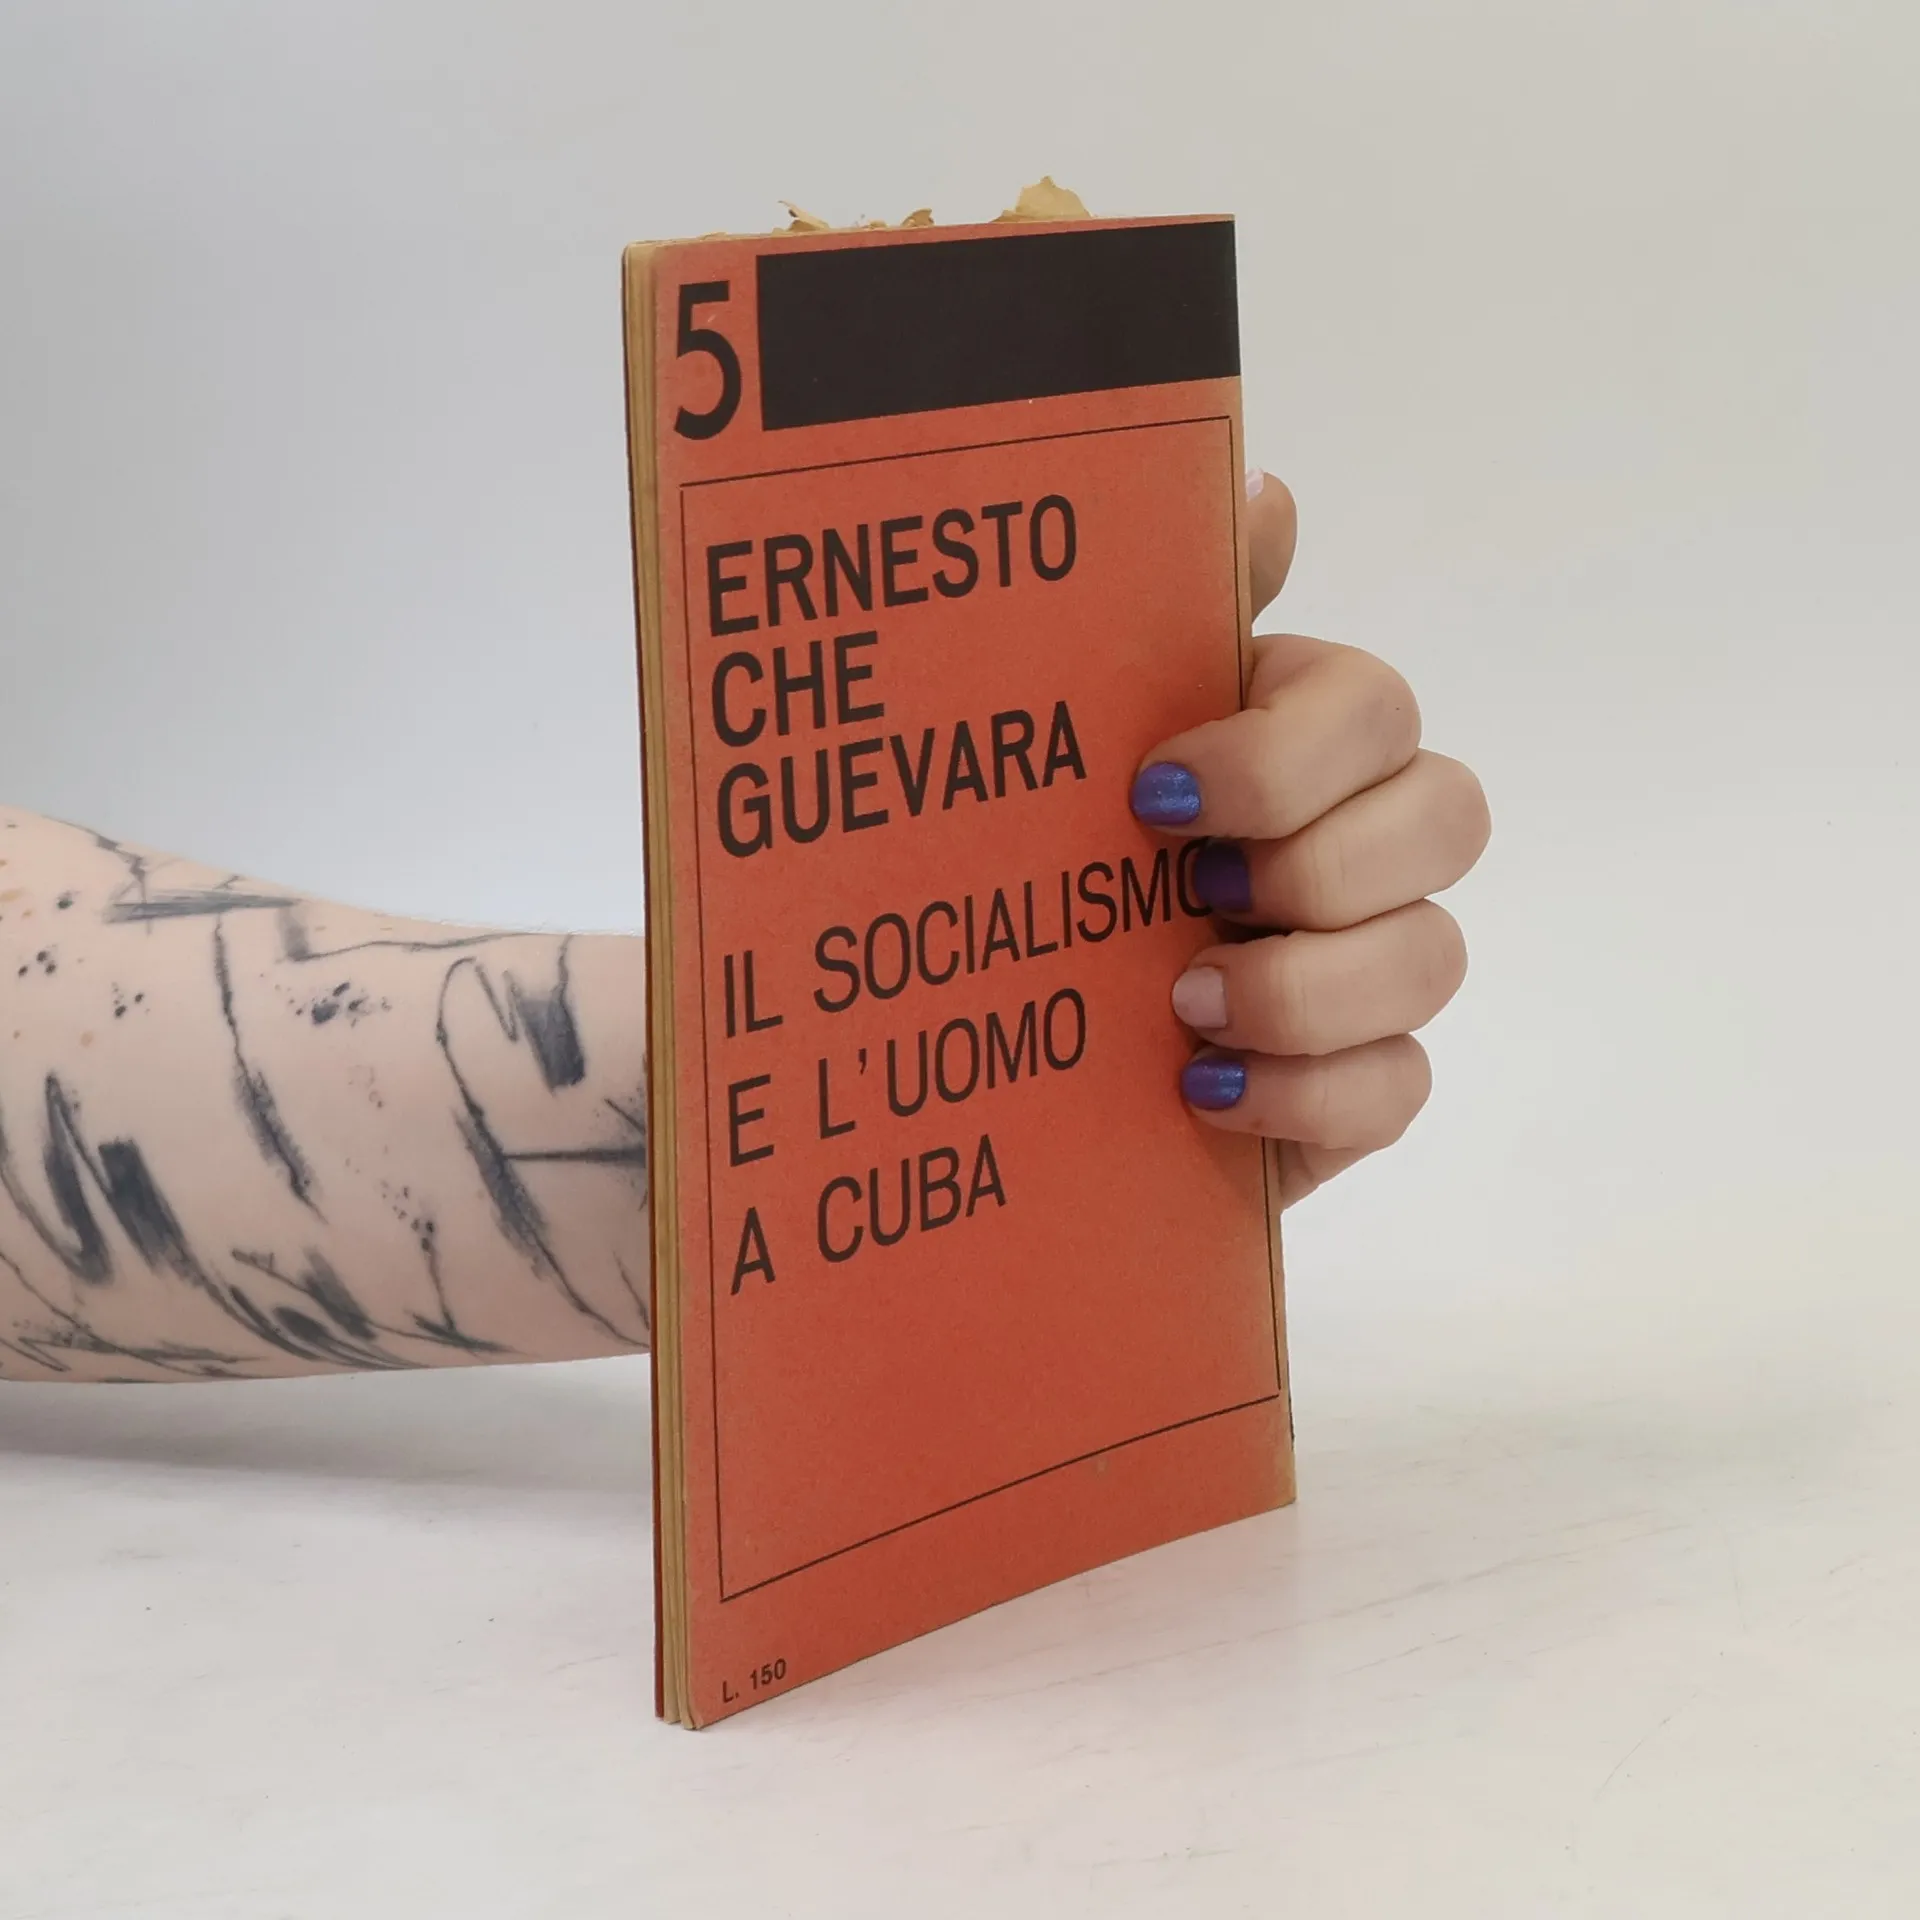 5
ERNESTO
CHE
GUEVARA
IL SOCIALISMO
E L'UOMO
A CUBA
L. 150